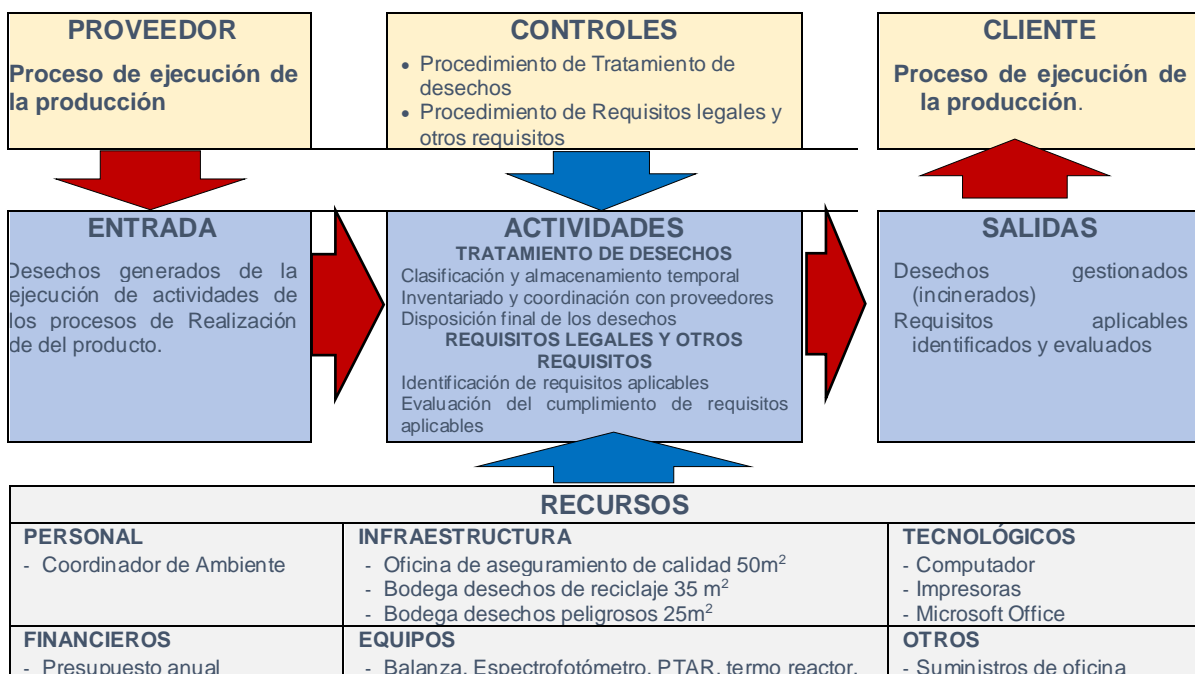 PROVEEDOR
Proceso de ejecución de
la producción
CONTROLES
• Procedimiento de Tratamiento de
desechos
• Procedimiento de Requisitos legales y
otros requisitos
CLIENTE
Proceso de ejecución de
la producción.
ENTRADA
Desechos generados de la
ejecución de actividades de
los procesos de Realización
de del producto.
ACTIVIDADES
TRATAMIENTO DE DESECHOS
Clasificación y almacenamiento temporal
Inventariado y coordinación con proveedores
Disposición final de los desechos
REQUISITOS LEGALES Y OTROS
REQUISITOS
Identificación de requisitos aplicables
Evaluación del cumplimiento de requisitos
aplicables
SALIDAS
Desechos gestionados
(incinerados)
Requisitos aplicables
identificados y evaluados
RECURSOS
PERSONAL
- Coordinador de Ambiente
INFRAESTRUCTURA
- Oficina de aseguramiento de calidad 50m²
- Bodega desechos de reciclaje 35 m²
- Bodega desechos peligrosos 25m²
TECNOLÓGICOS
- Computador
- Impresoras
- Microsoft Office
FINANCIEROS
- Presupuesto anual
EQUIPOS
- Balanza, Espectrofotómetro, PTAR, termo reactor,
OTROS
- Suministros de oficina